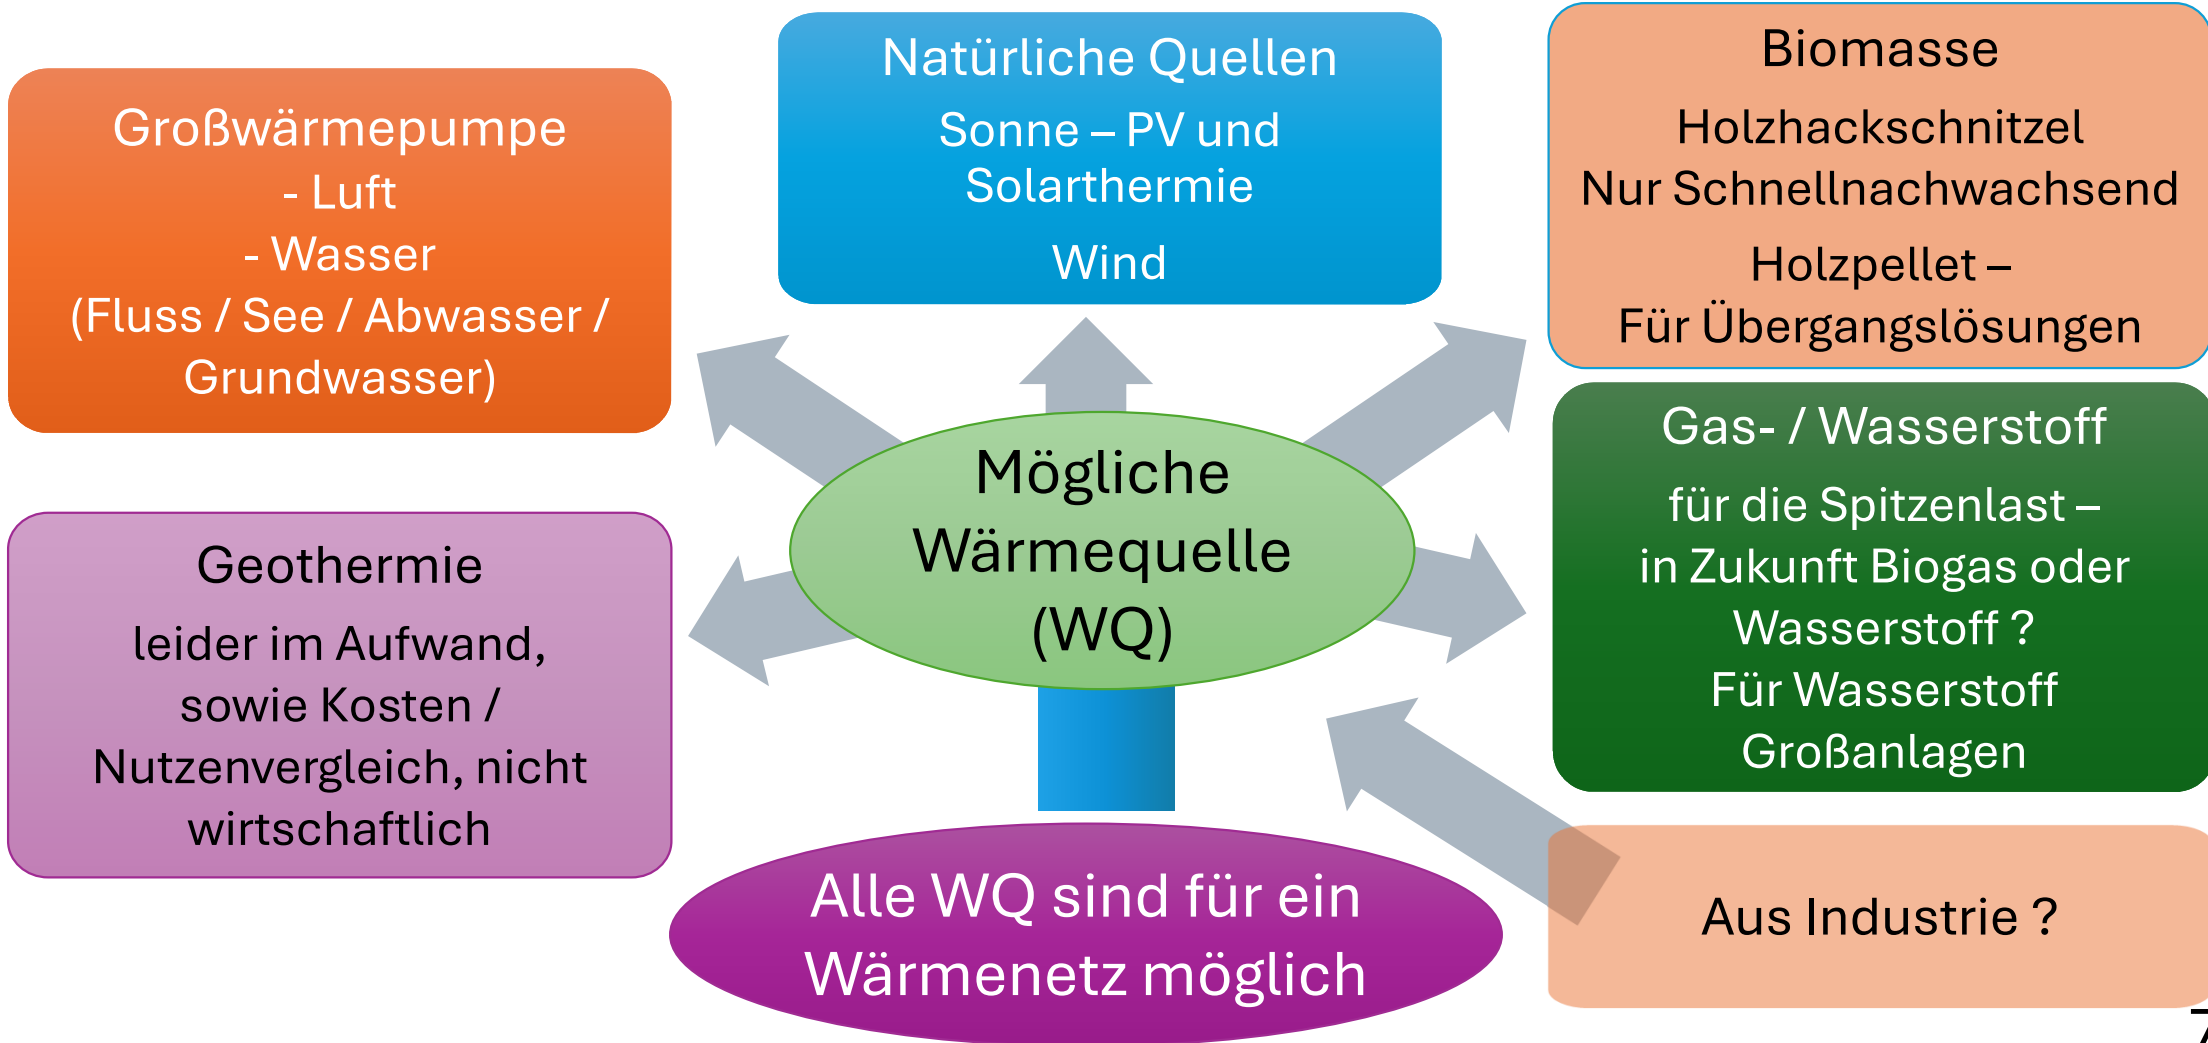 Großwärmepumpe
- Luft
- Wasser
(Fluss / See / Abwasser /
Grundwasser)
Natürliche Quellen
Sonne – PV und
Solarthermie
Wind
Biomasse
Holzhackschnitzel
Nur Schnellnachwachsend
Holzpellet –
Für Übergangslösungen
Geothermie
leider im Aufwand,
sowie Kosten /
Nutzenvergleich, nicht
wirtschaftlich
Mögliche
Wärmequelle
(WQ)
Gas- / Wasserstoff
für die Spitzenlast –
in Zukunft Biogas oder
Wasserstoff ?
Für Wasserstoff
Großanlagen
Alle WQ sind für ein
Wärmenetz möglich
Aus Industrie ?
7